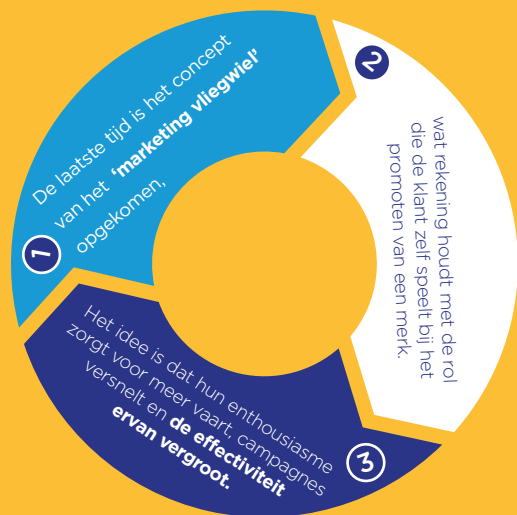 1
De laatste tijd is het concept
van het ‘marketing vliegwiel’
opgekomen,
2
wat rekening houdt met de rol
die de klant zelf speelt bij het
promoten van een merk.
3
Het idee is dat hun enthousiasme
zorgt voor meer vaart, campagnes
versnelt en de effectiviteit
ervan vergroot.